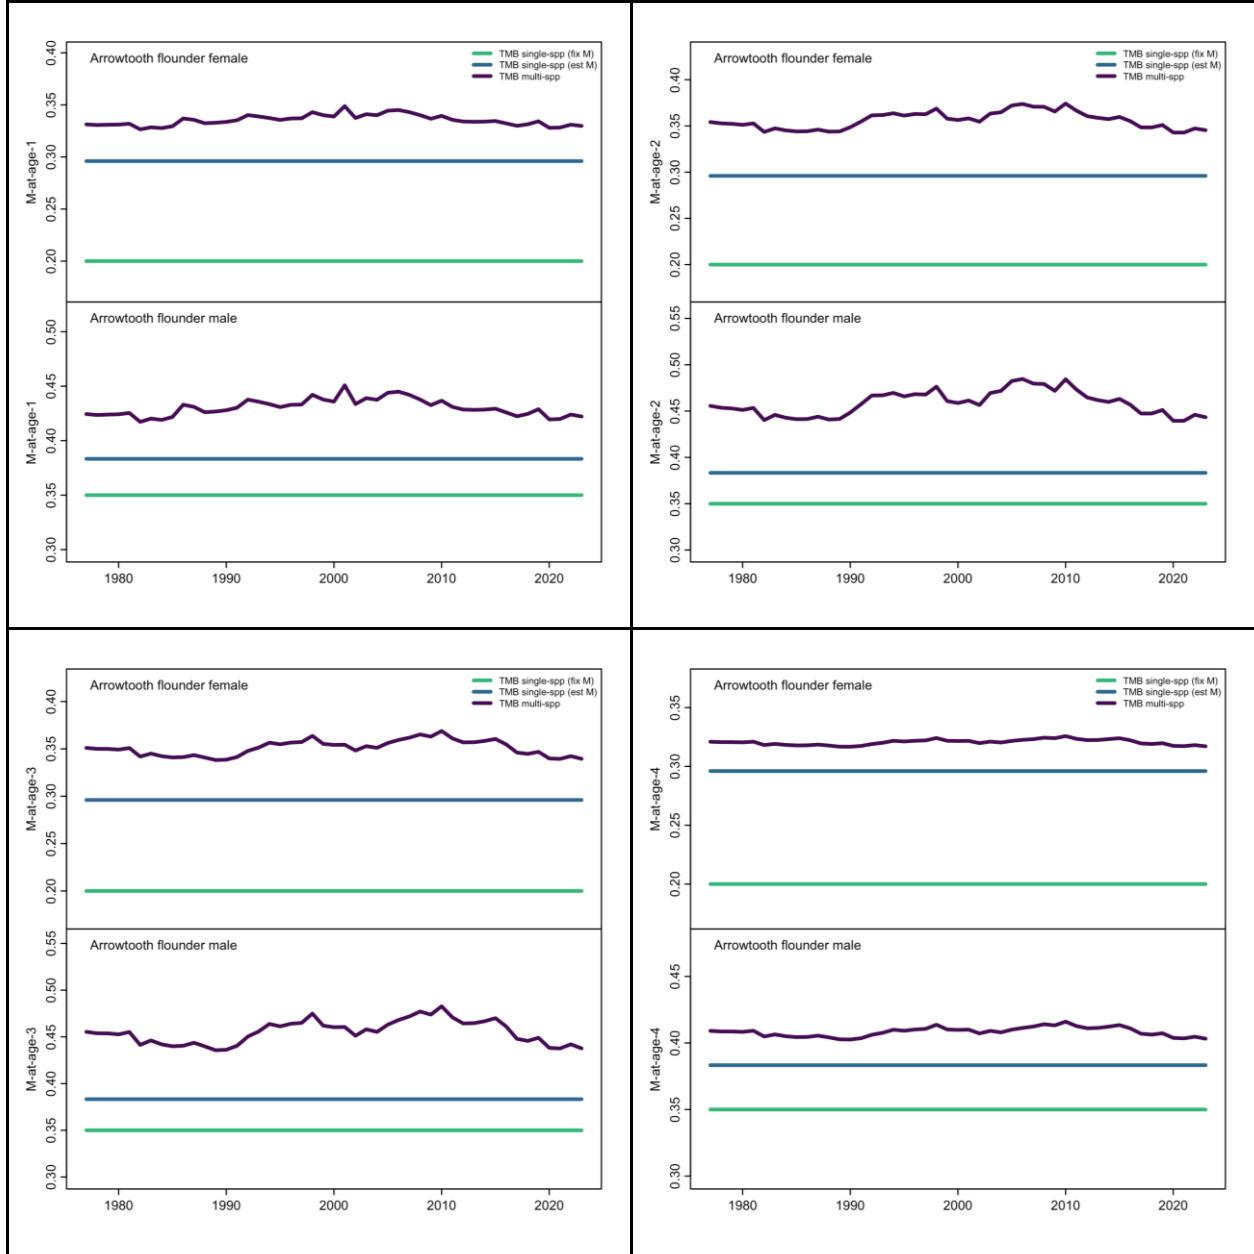 Arrowtooth flounder female
TMB single-spp (fix M)
TMB single-spp (est M)
TMB multi-spp
M-at-age-1
0.40
0.35
0.30
0.25
0.20
Arrowtooth flounder male
M-at-age-1
0.50
0.45
0.40
0.35
0.30
1980 1990 2000 2010 2020
Arrowtooth flounder female
TMB single-spp (fix M)
TMB single-spp (est M)
TMB multi-spp
M-at-age-2
0.40
0.35
0.30
0.25
0.20
Arrowtooth flounder male
M-at-age-2
0.55
0.50
0.45
0.40
0.35
0.30
1980 1990 2000 2010 2020
Arrowtooth flounder female
TMB single-spp (fix M)
TMB single-spp (est M)
TMB multi-spp
M-at-age-3
0.40
0.35
0.30
0.25
0.20
Arrowtooth flounder male
M-at-age-3
0.55
0.50
0.45
0.40
0.35
0.30
1980 1990 2000 2010 2020
Arrowtooth flounder female
TMB single-spp (fix M)
TMB single-spp (est M)
TMB multi-spp
M-at-age-4
0.35
0.30
0.25
0.20
Arrowtooth flounder male
M-at-age-4
0.45
0.40
0.35
0.30
1980 1990 2000 2010 2020